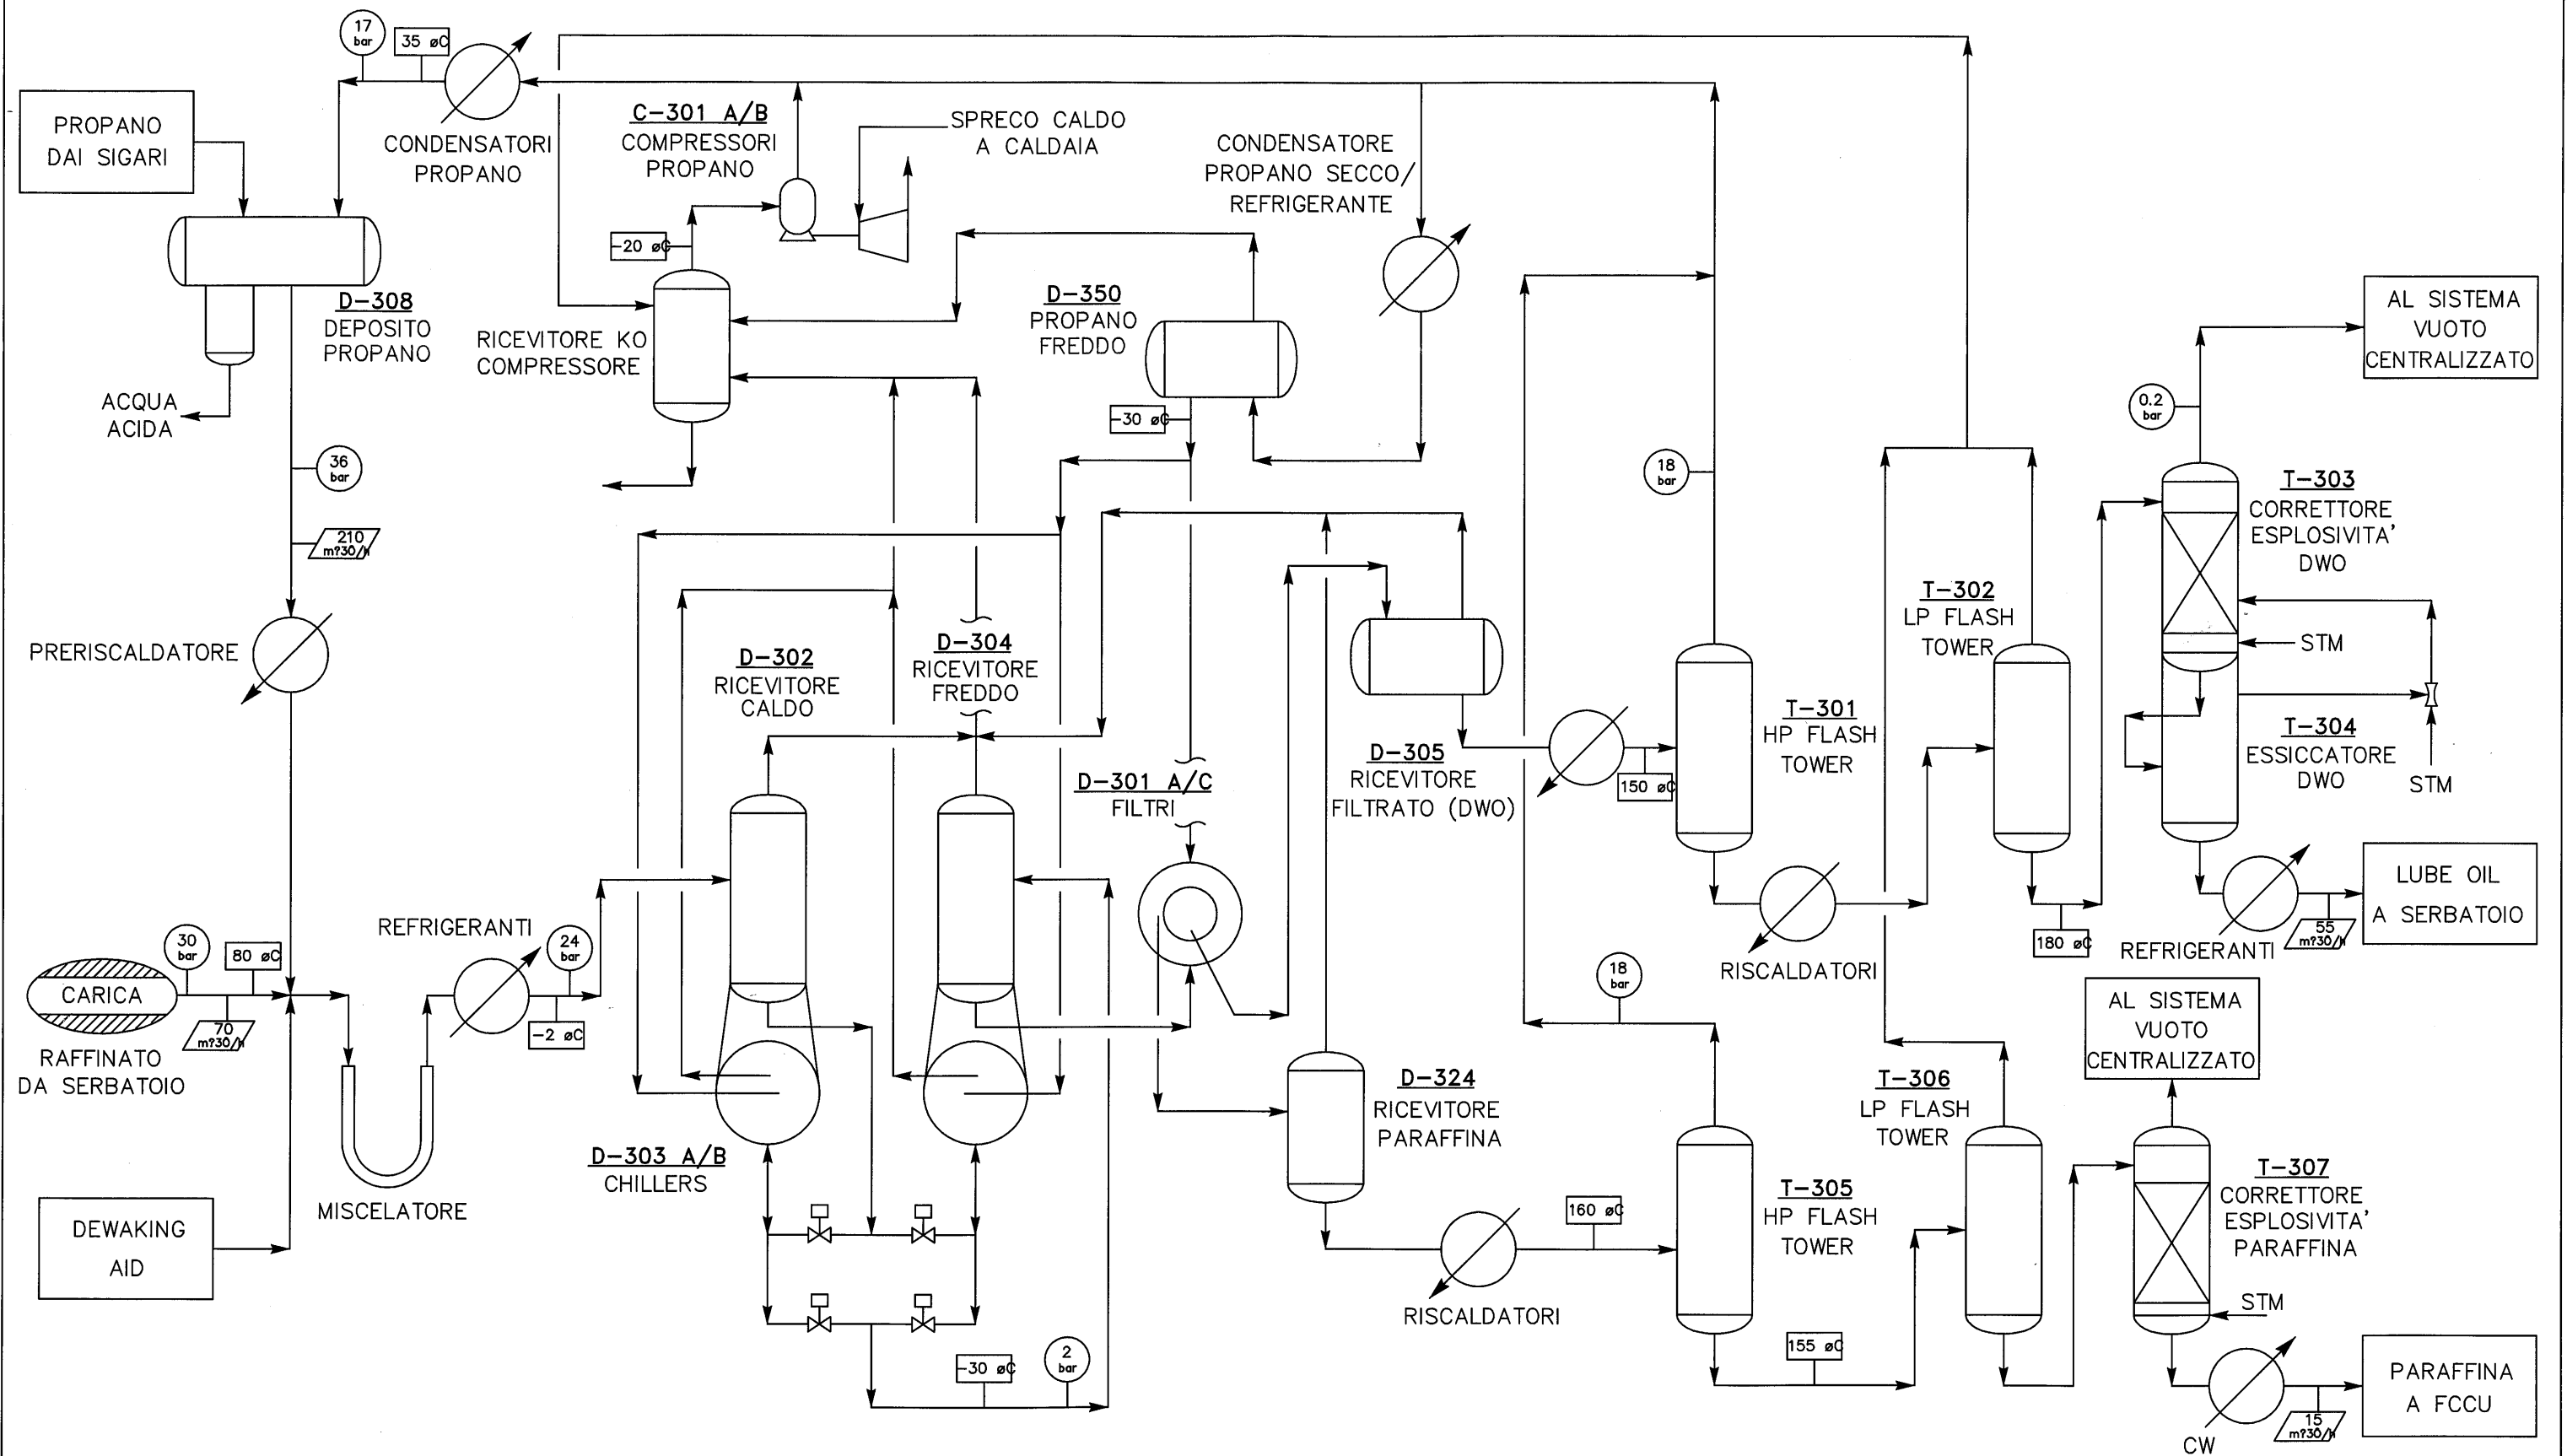 17
bar
35 øC
PROPANO
DAI SIGARI
CONDENSATORI
PROPANO
C-301 A/B
COMPRESSORI
PROPANO
SPRECO CALDO
A CALDAIA
CONDENSATORE
PROPANO SECCO/
REFRIGERANTE
-20 øC
D-308
DEPOSITO
PROPANO
RICEVITORE KO
COMPRESSORE
D-350
PROPANO
FREDDO
-30 øC
AL SISTEMA
VUOTO
CENTRALIZZATO
0.2
bar
ACQUA
ACIDA
36
bar
210
m?30/h
18
bar
T-303
CORRETTORE
ESPLOSIVITA'
DWO
T-302
LP FLASH
TOWER
STM
PRERISCALDATORE
D-302
RICEVITORE
CALDO
D-304
RICEVITORE
FREDDO
D-301 A/C
FILTRI
D-305
RICEVITORE
FILTRATO (DWO)
150 øC
T-301
HP FLASH
TOWER
T-304
ESSICCATORE
DWO
STM
LUBE OIL
A SERBATOIO
55
m?30/h
REFRIGERANTI
180 øC
RISCALDATORI
REFRIGERANTI
30
bar
80 øC
CARICA
70
m?30/h
RAFFINATO
DA SERBATOIO
24
bar
-2 øC
18
bar
AL SISTEMA
VUOTO
CENTRALIZZATO
D-324
RICEVITORE
PARAFFINA
T-306
LP FLASH
TOWER
D-303 A/B
CHILLERS
MISCELATORE
DEWAKING
AID
160 øC
T-305
HP FLASH
TOWER
T-307
CORRETTORE
ESPLOSIVITA'
PARAFFINA
STM
RISCALDATORI
155 øC
-30 øC
2
bar
PARAFFINA
A FCCU
15
m?30/h
CW